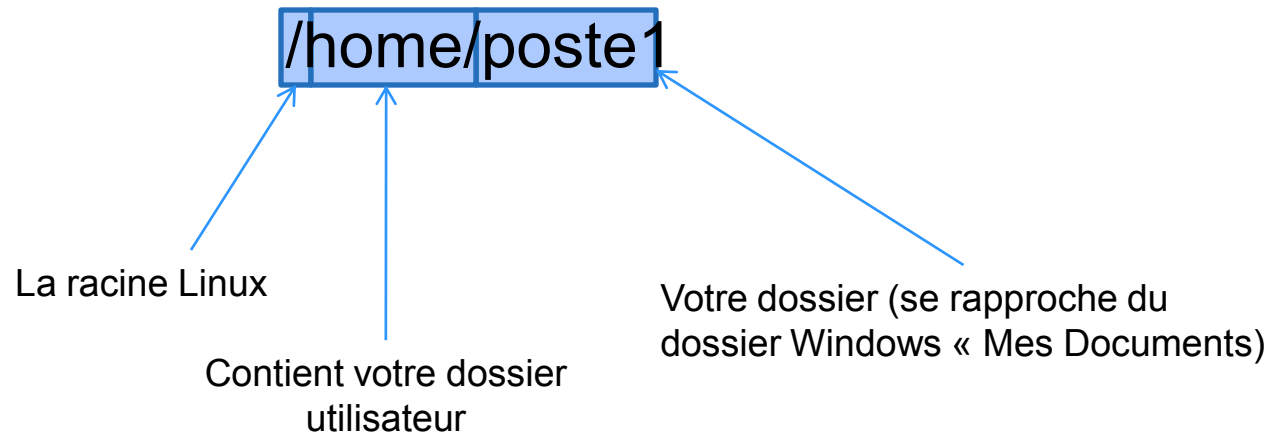 /home/poste1
La racine Linux
Votre dossier (se rapproche du
dossier Windows « Mes Documents)
Contient votre dossier
utilisateur